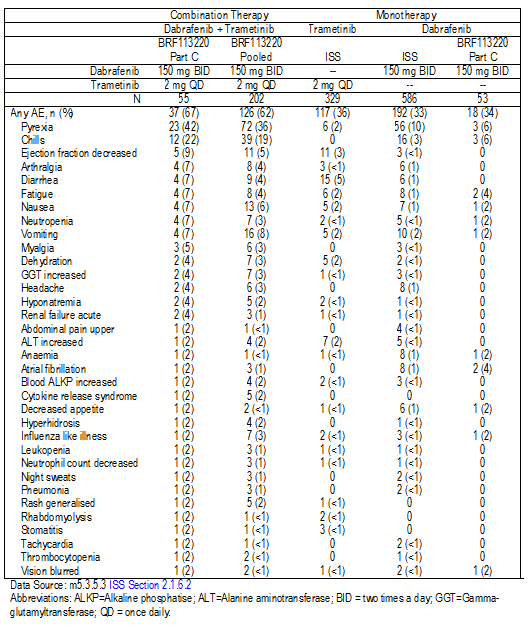 Combination Therapy Monotherapy
Dabrafenib + Trametinib Trametinib Dabrafenib
BRF113220 Part C BRF113220 Pooled ISS ISS BRF113220 Part C
Dabrafenib 150 mg BID 150 mg BID -- 150 mg BID 150 mg BID
Trametinib 2 mg QD 2 mg QD 2 mg QD -- --
N 55 202 329 586 53
Any AE, n (%) 37 (67) 126 (62) 117 (36) 192 (33) 18 (34)
Pyrexia 23 (42) 72 (36) 6 (2) 56 (10) 3 (6)
Chills 12 (22) 39 (19) 0 16 (3) 3 (6)
Ejection fraction decreased 5 (9) 11 (5) 11 (3) 3 (<1) 0
Arthralgia 4 (7) 8 (4) 3 (<1) 6 (1) 0
Diarrhea 4 (7) 9 (4) 15 (5) 6 (1) 0
Fatigue 4 (7) 8 (4) 6 (2) 8 (1) 2 (4)
Nausea 4 (7) 13 (6) 5 (2) 7 (1) 1 (2)
Neutropenia 4 (7) 7 (3) 2 (<1) 5 (<1) 1 (2)
Vomiting 4 (7) 16 (8) 5 (2) 10 (2) 1 (2)
Myalgia 3 (5) 6 (3) 0 3 (<1) 0
Dehydration 2 (4) 7 (3) 5 (2) 2 (<1) 0
GGT increased 2 (4) 7 (3) 1 (<1) 3 (<1) 0
Headache 2 (4) 6 (3) 0 8 (1) 0
Hyponatremia 2 (4) 5 (2) 2 (<1) 1 (<1) 0
Renal failure acute 2 (4) 3 (1) 1 (<1) 1 (<1) 0
Abdominal pain upper 1 (2) 1 (<1) 0 4 (<1) 0
ALT increased 1 (2) 4 (2) 7 (2) 5 (<1) 0
Anaemia 1 (2) 1 (<1) 1 (<1) 8 (1) 1 (2)
Atrial fibrillation 1 (2) 3 (1) 0 8 (1) 2 (4)
Blood ALKP increased 1 (2) 4 (2) 2 (<1) 3 (<1) 0
Cytokine release syndrome 1 (2) 5 (2) 0 0 0
Decreased appetite 1 (2) 2 (<1) 1 (<1) 6 (1) 1 (2)
Hyperhidrosis 1 (2) 4 (2) 0 1 (<1) 0
Influenza like illness 1 (2) 7 (3) 2 (<1) 3 (<1) 1 (2)
Leukopenia 1 (2) 3 (1) 1 (<1) 1 (<1) 0
Neutrophil count decreased 1 (2) 3 (1) 1 (<1) 1 (<1) 0
Night sweats 1 (2) 3 (1) 0 2 (<1) 0
Pneumonia 1 (2) 3 (1) 0 2 (<1) 0
Rash generalised 1 (2) 5 (2) 1 (<1) 0 0
Rhabdomyolysis 1 (2) 1 (<1) 2 (<1) 0 0
Stomatitis 1 (2) 1 (<1) 3 (<1) 0 0
Tachycardia 1 (2) 1 (<1) 0 2 (<1) 0
Thrombocytopenia 1 (2) 2 (<1) 0 1 (<1) 0
Vision blurred 1 (2) 2 (<1) 1 (<1) 2 (<1) 1 (2)
Data Source: m5.3.5.3 ISS Section 2.1.6.2
Abbreviations: ALKP=Alkaline phosphatise; ALT=Alanine aminotransferase; BID = two times a day; GGT=Gamma-
glutamyltransferase; QD = once daily.